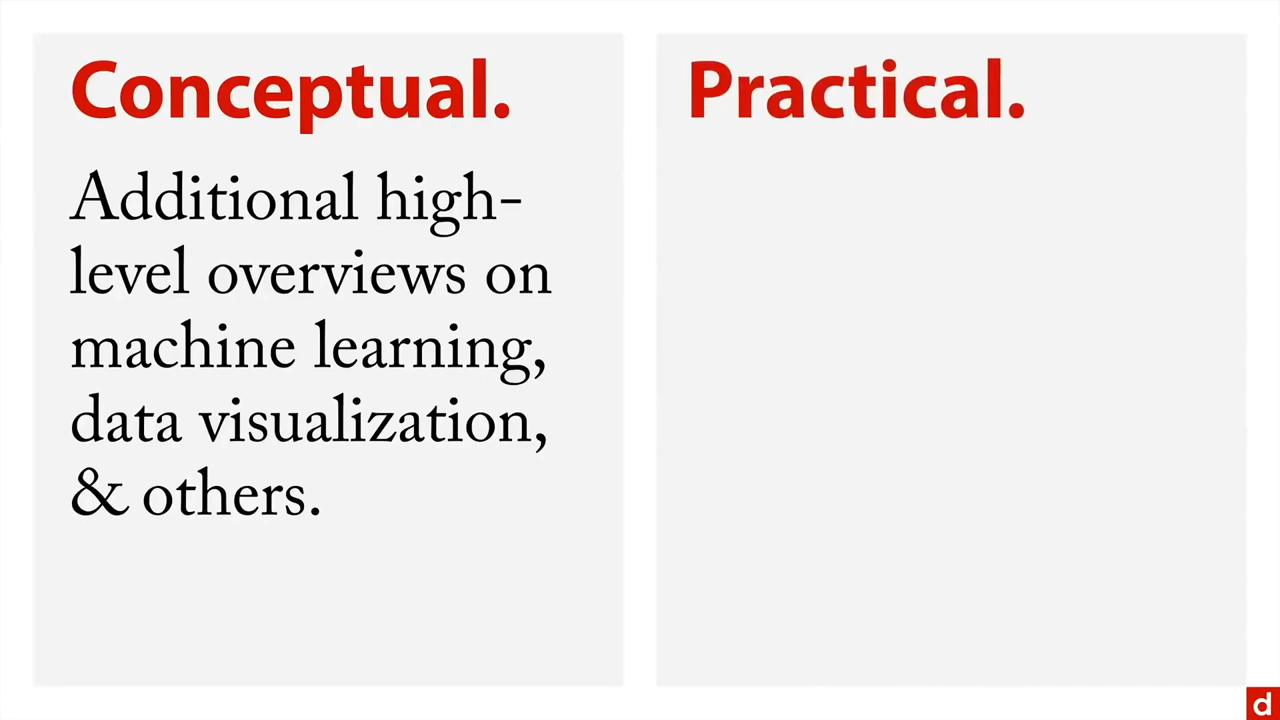 Conceptual.
Additional high-
level overviews on
machine learning,
data visualization,
& others.
Practical.
d